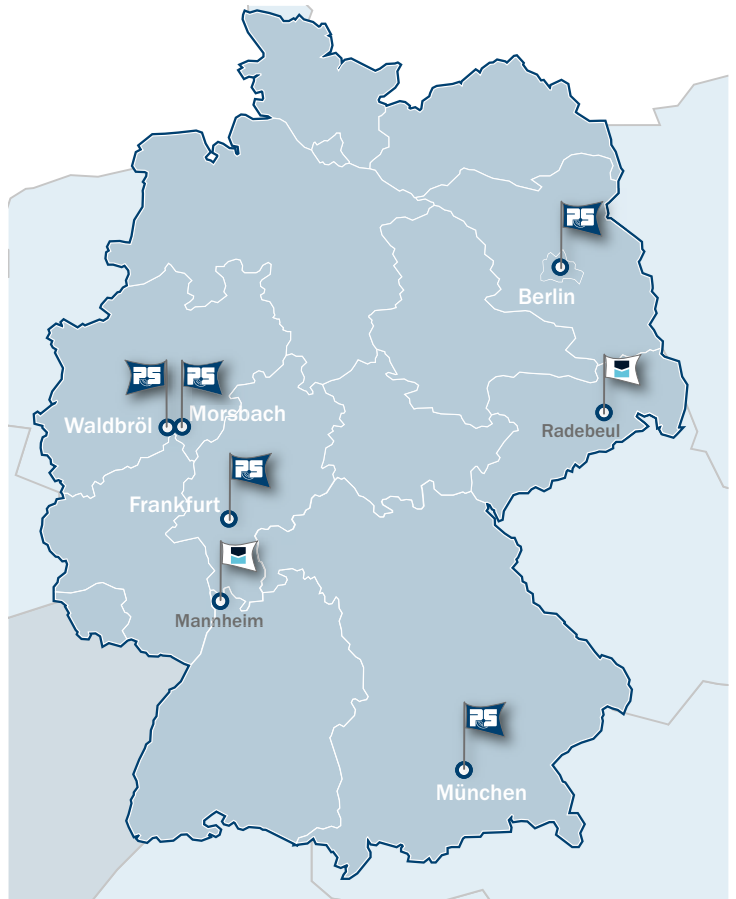 PS
Berlin
PS
PS
Waldbröl
Morsbach
Radebeul
PS
Frankfurt
Mannheim
PS
München